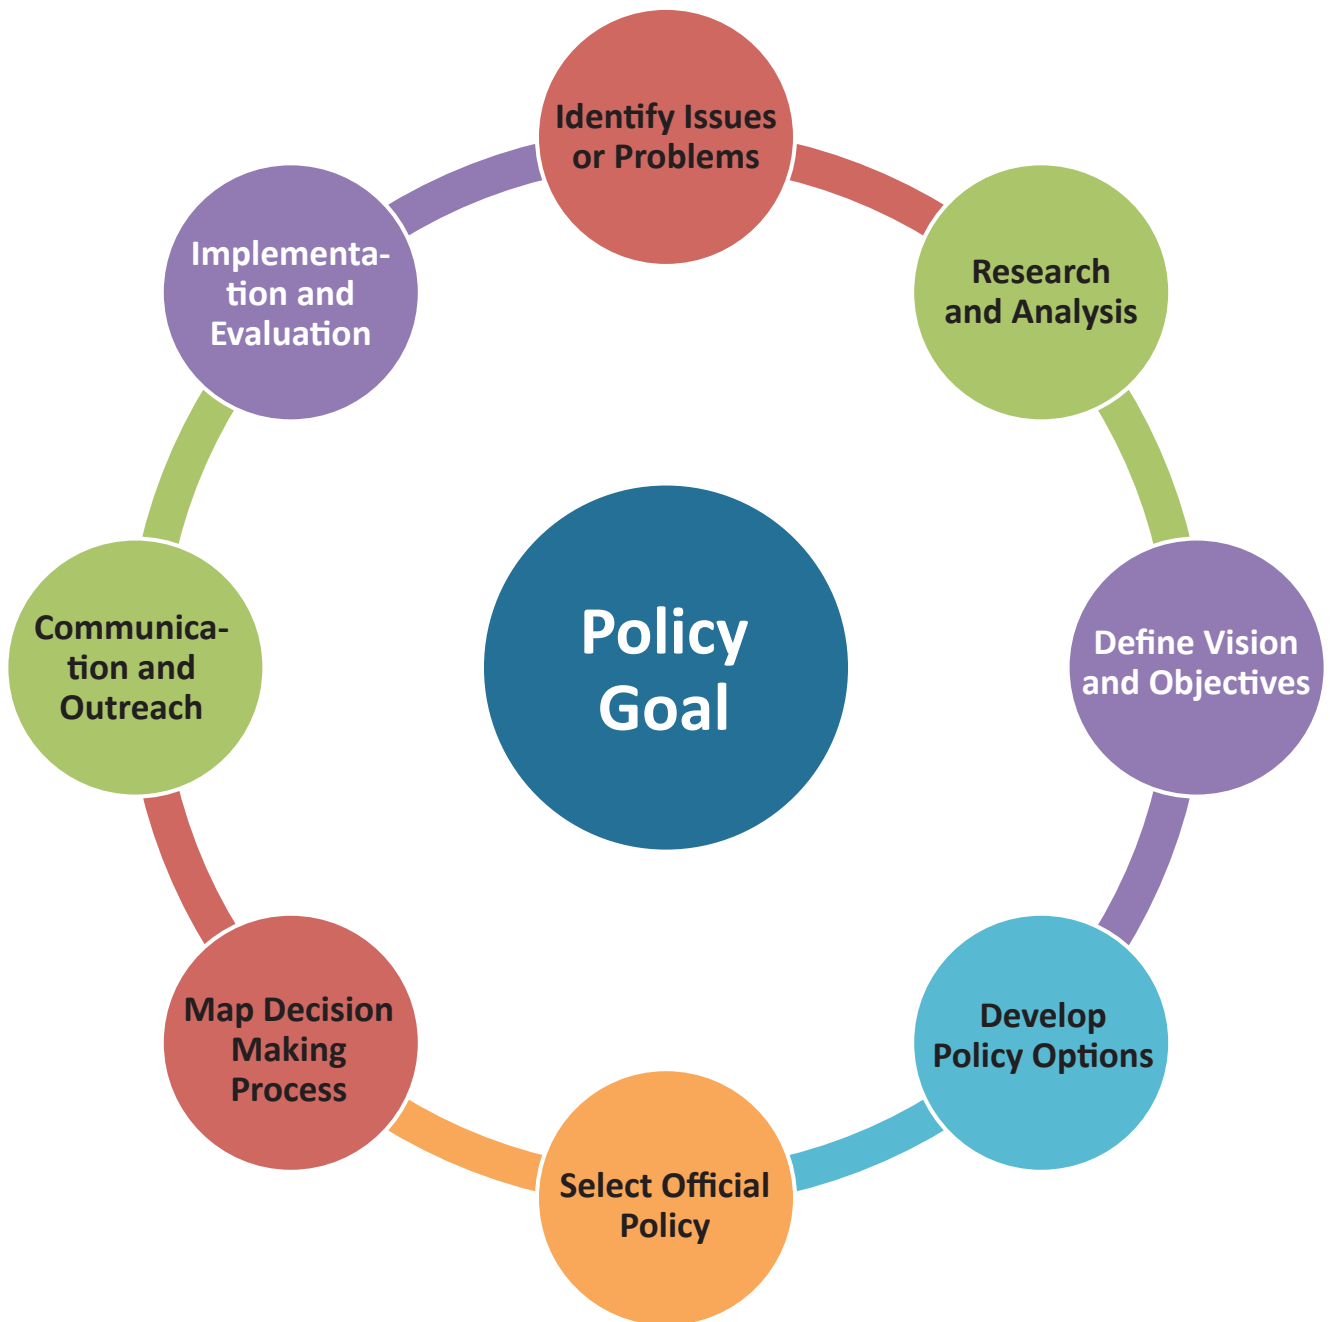 Identify Issues
or Problems
Research
and Analysis
Define Vision
and Objectives
Develop
Policy Options
Select Official
Policy
Map Decision
Making
Process
Communica-
tion and
Outreach
Implementa-
tion and
Evaluation
Policy
Goal